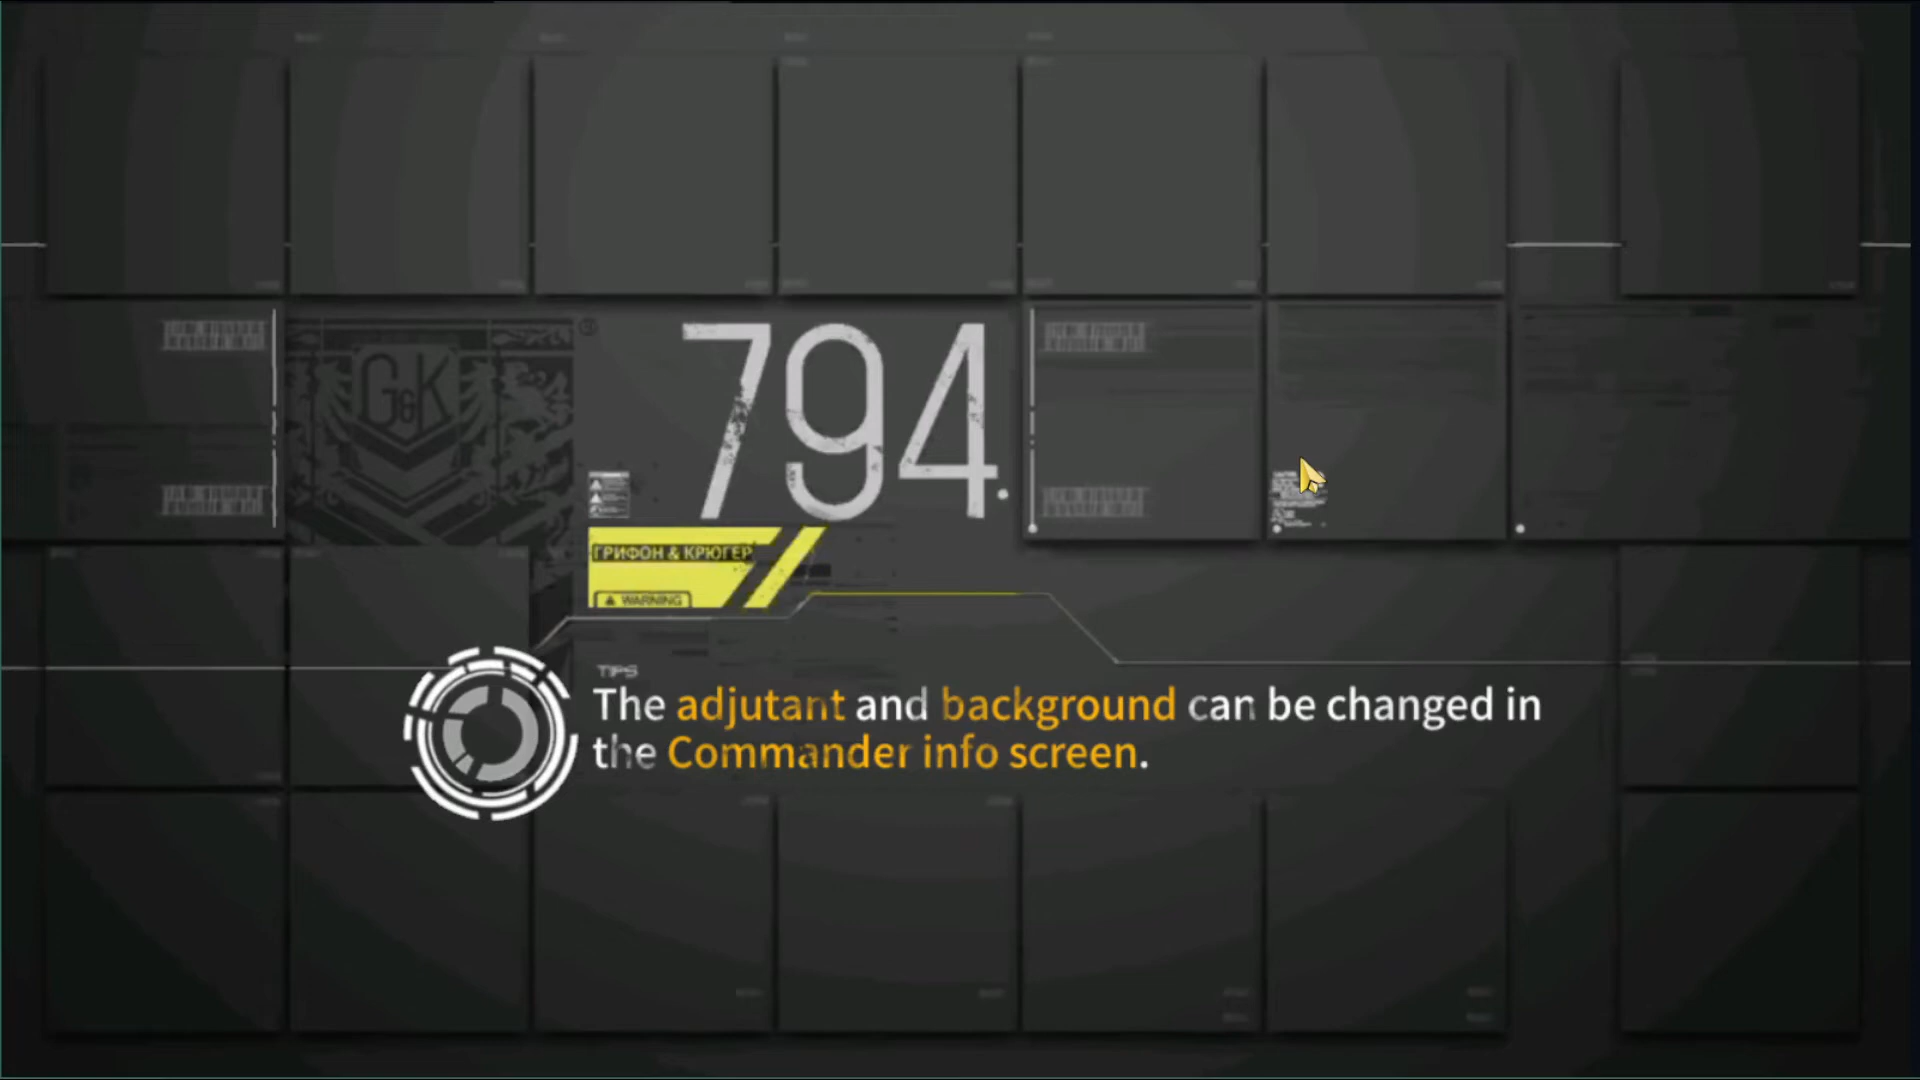 G&K
794.
ГРИФОН & КРЮГЕР
WARNING
TIPS
The adjutant and background can be changed in
the Commander info screen.